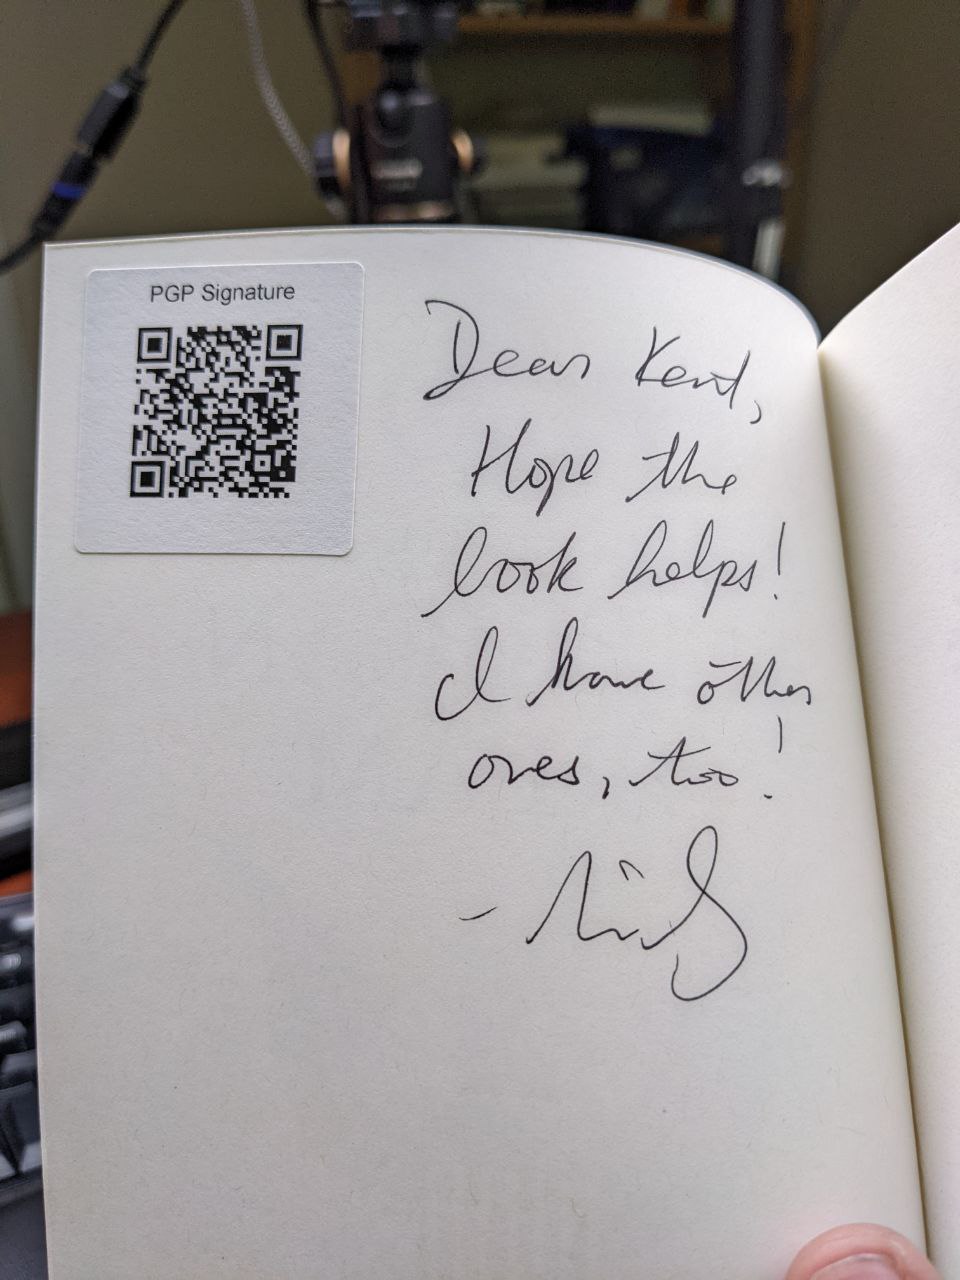 PGP Signature
Dear Kent,
Hope the
book helps!
I have other
ones, too!
-